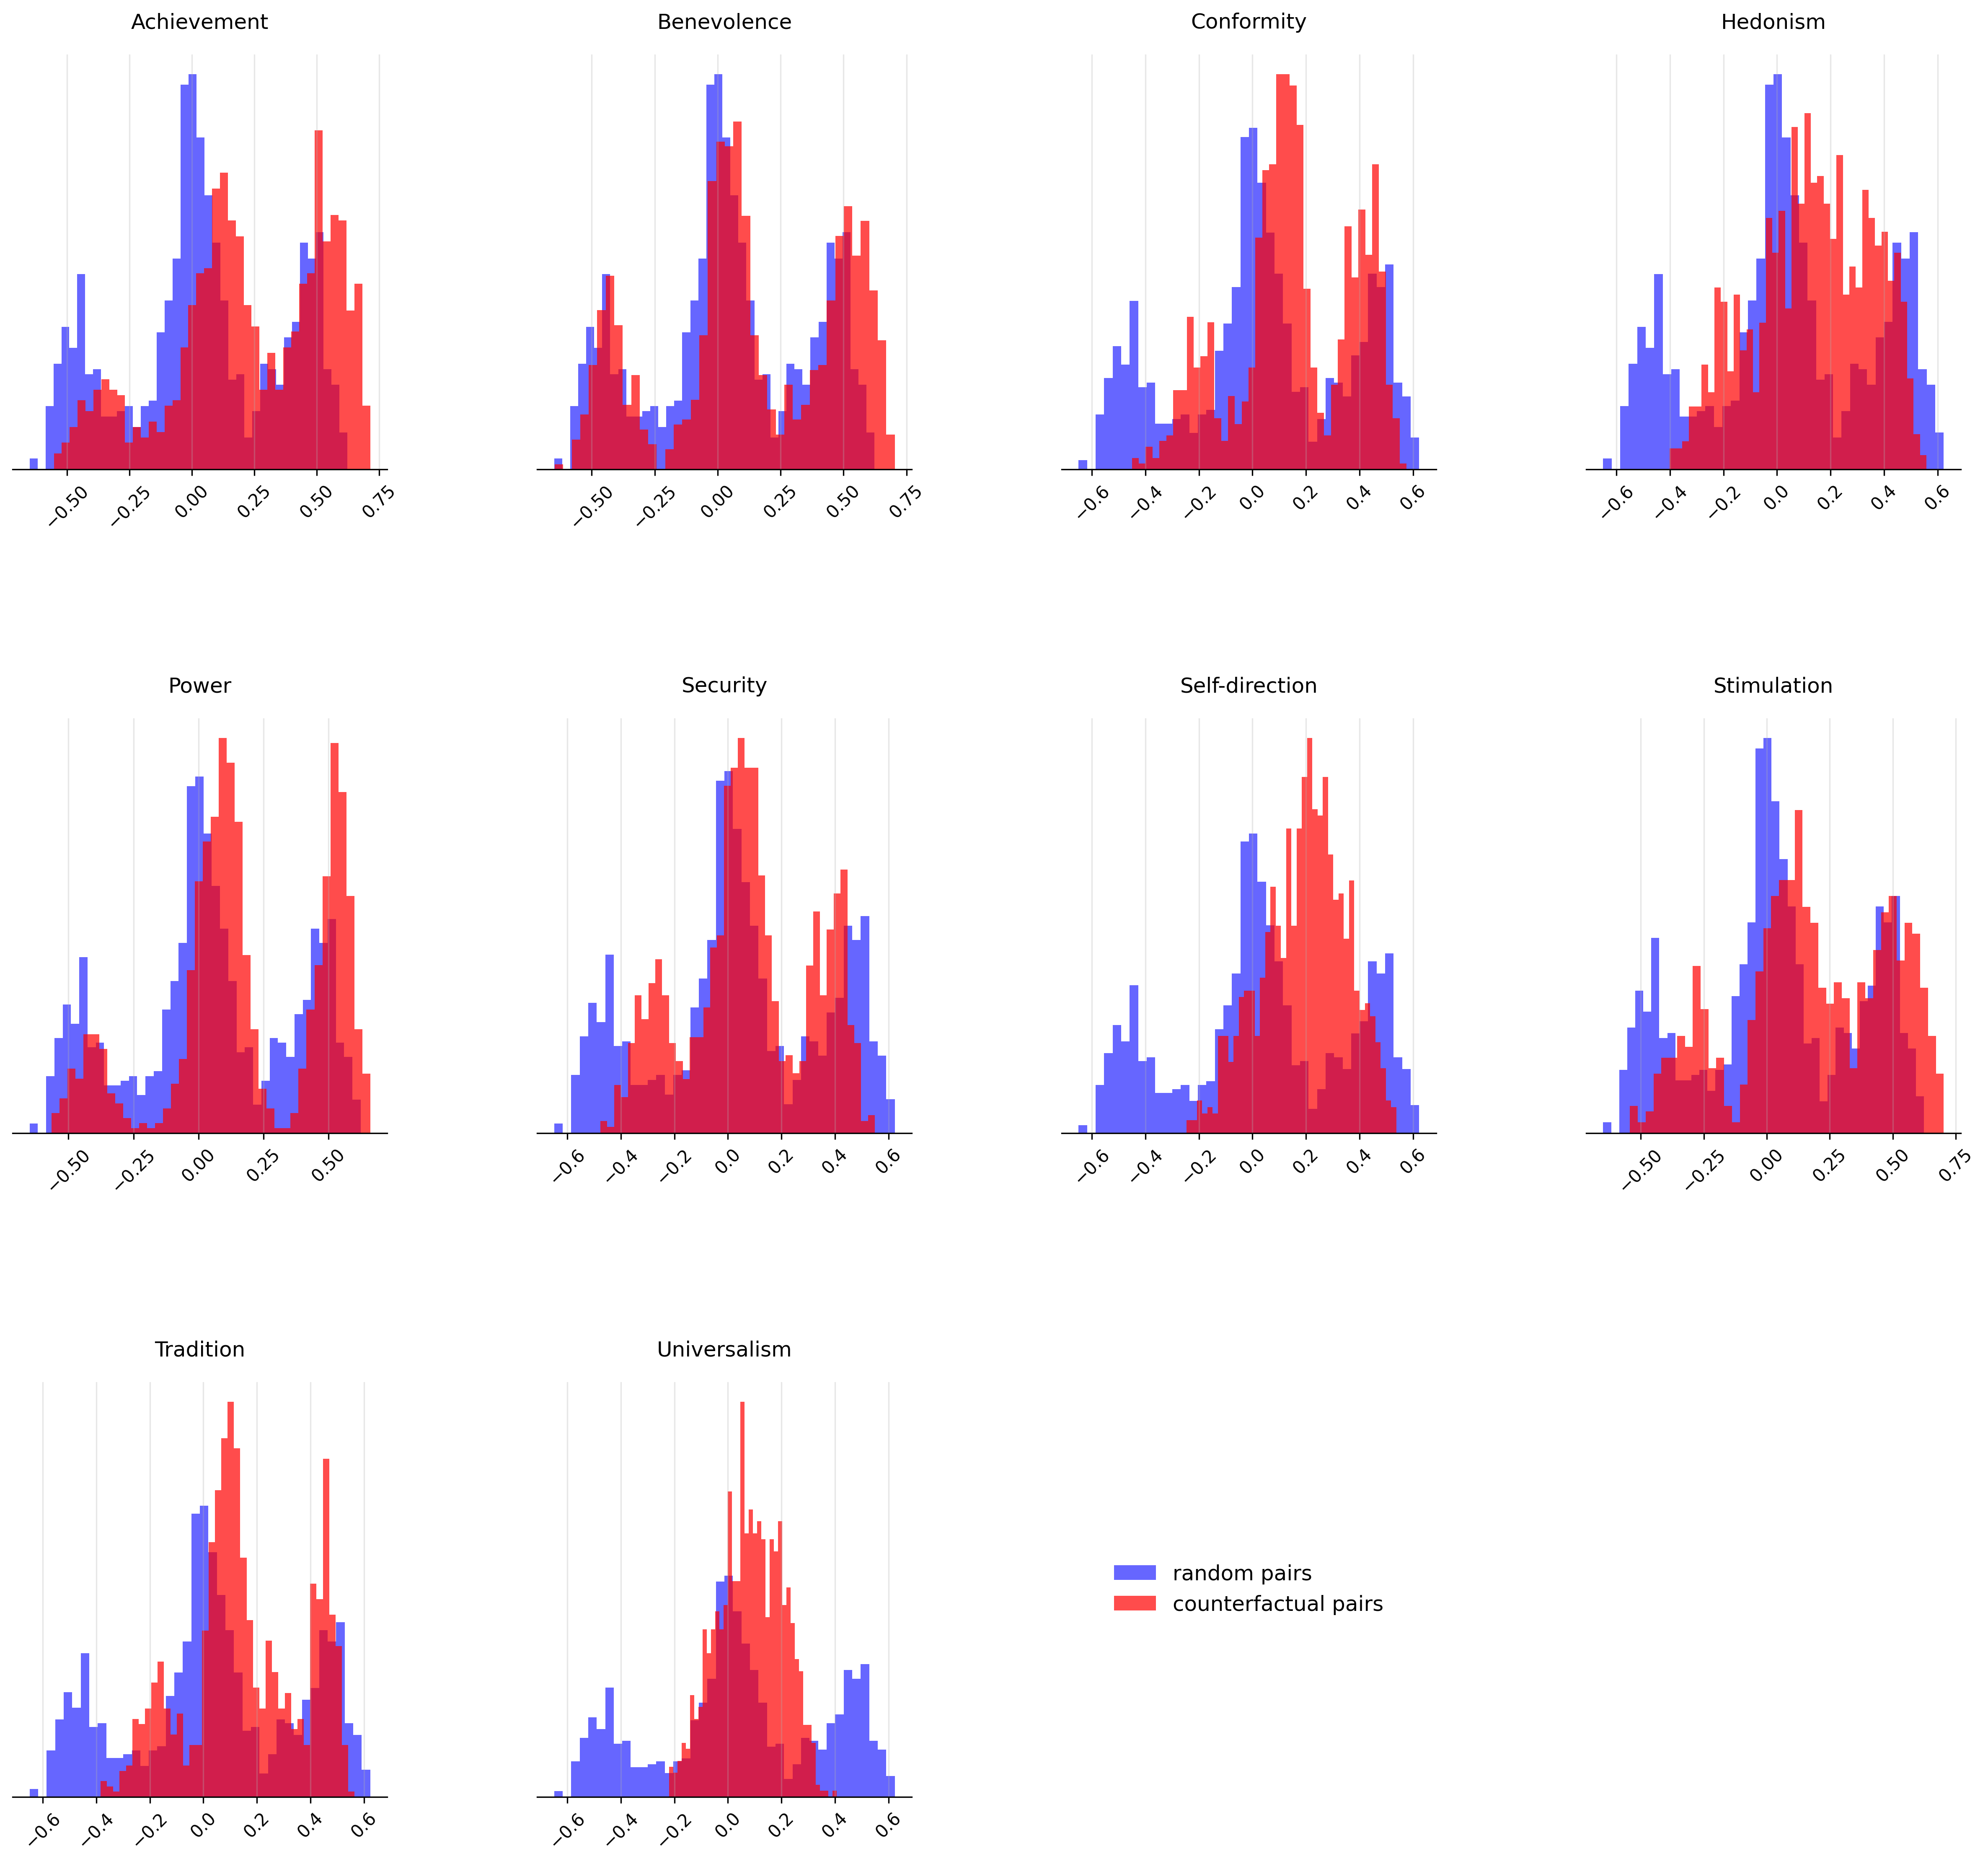 Achievement
Benevolence
Conformity
Hedonism
−0.50 −0.25 0.00 0.25 0.50 0.75
−0.50 −0.25 0.00 0.25 0.50 0.75
−0.6 −0.4 −0.2 0.0 0.2 0.4 0.6
−0.6 −0.4 −0.2 0.0 0.2 0.4 0.6
Power
Security
Self-direction
Stimulation
−0.50 −0.25 0.00 0.25 0.50
−0.6 −0.4 −0.2 0.0 0.2 0.4 0.6
−0.6 −0.4 −0.2 0.0 0.2 0.4 0.6
−0.50 −0.25 0.00 0.25 0.50 0.75
Tradition
Universalism
random pairs
counterfactual pairs
−0.6 −0.4 −0.2 0.0 0.2 0.4 0.6
−0.6 −0.4 −0.2 0.0 0.2 0.4 0.6